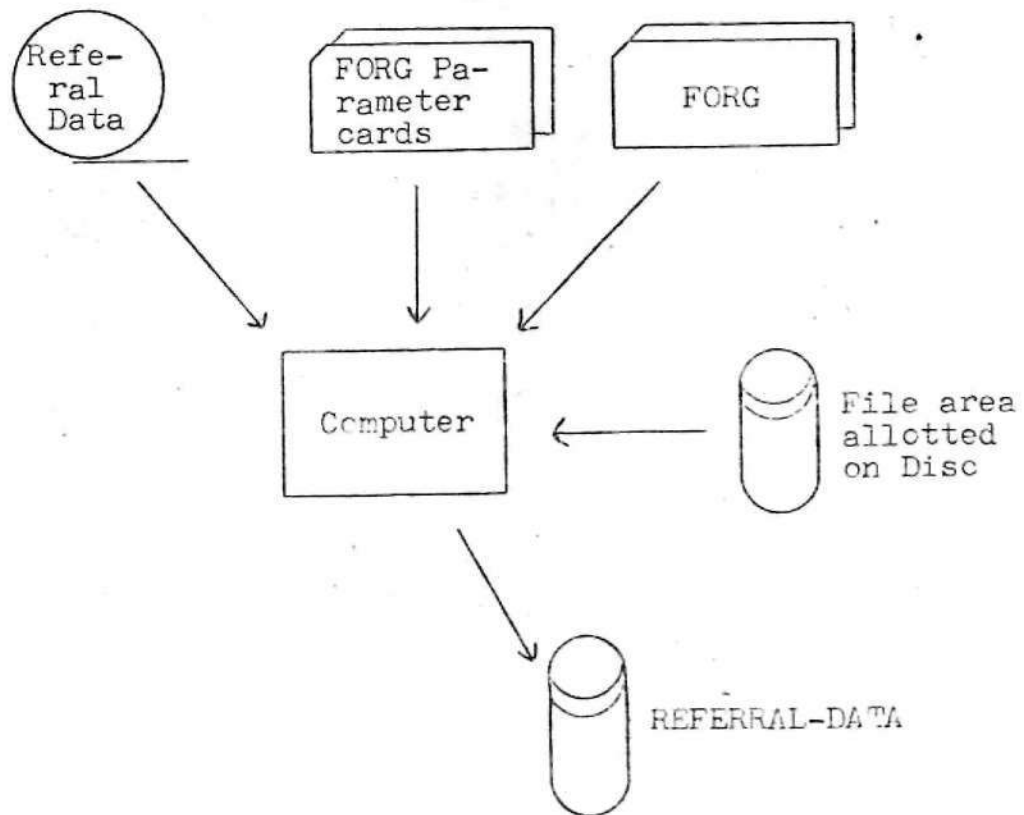 Refe-
ral
Data
FORG Pa-
rameter
cards
FORG
Computer
File area
allotted
on Disc
REFERRAL-DATA